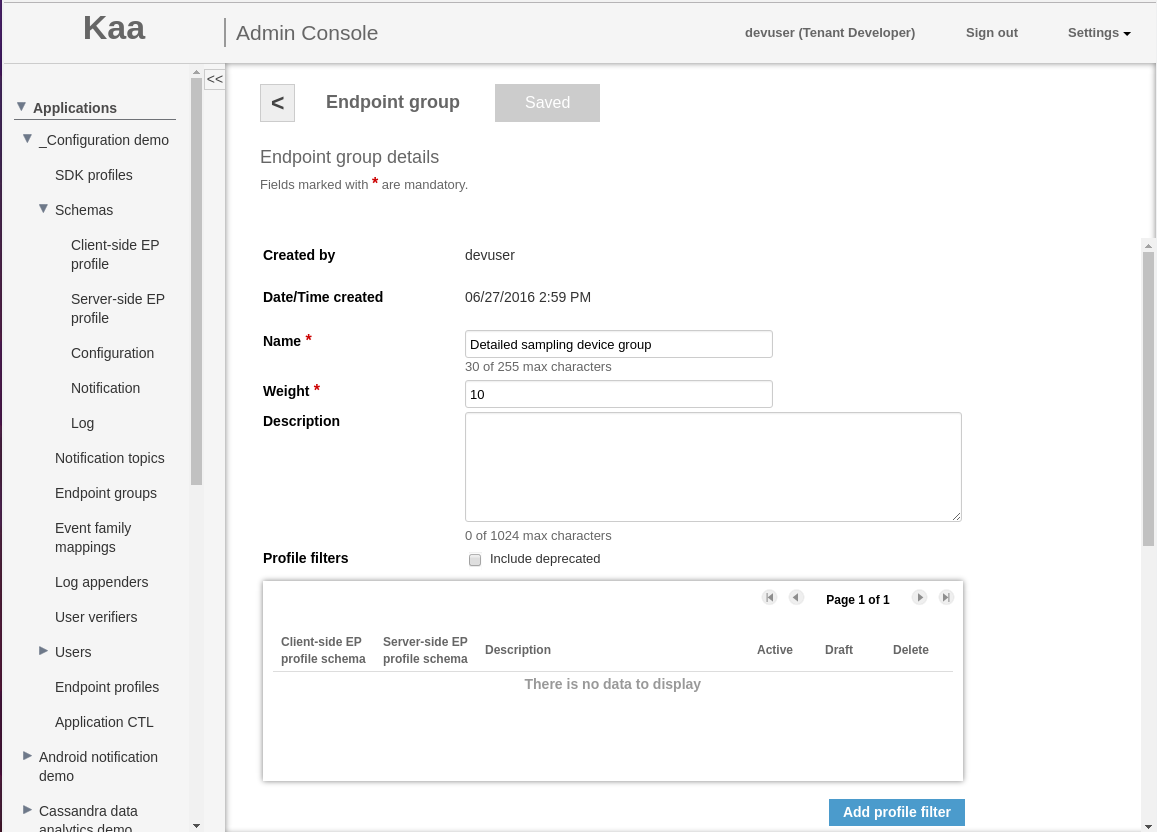 Kaa
Admin Console
devuser (Tenant Developer)
Sign out
Settings
<<
Applications
_Configuration demo
SDK profiles
Schemas
Client-side EP
profile
Server-side EP
profile
Configuration
Notification
Log
Notification topics
Endpoint groups
Event family
mappings
Log appenders
User verifiers
Users
Endpoint profiles
Application CTL
Android notification
demo
Cassandra data
analytics demo
<
Endpoint group
Saved
Endpoint group details
Fields marked with * are mandatory.
Created by
devuser
Date/Time created
06/27/2016 2:59 PM
Name *
Detailed sampling device group
30 of 255 max characters
Weight *
10
Description
0 of 1024 max characters
Profile filters
Include deprecated
Page 1 of 1
Client-side EP
profile schema
Server-side EP
profile schema
Description
Active
Draft
Delete
There is no data to display
Add profile filter